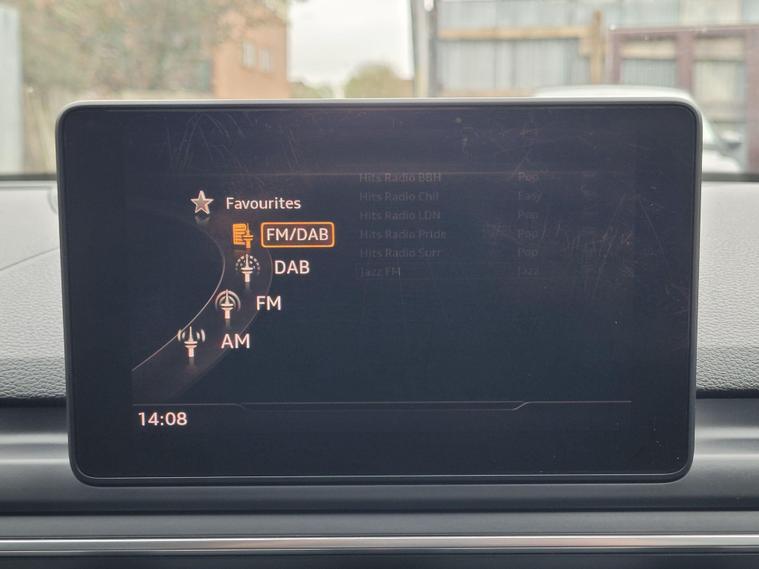 Hits Radio BBH Pop
Favourites
Hits Radio Chil Easy
Hits Radio LDN Pop
FM/DAB
Hits Radio Pride Pop
Hits Radio Surr Pop
DAB
Jazz FM Jazz
FM
AM
14:08